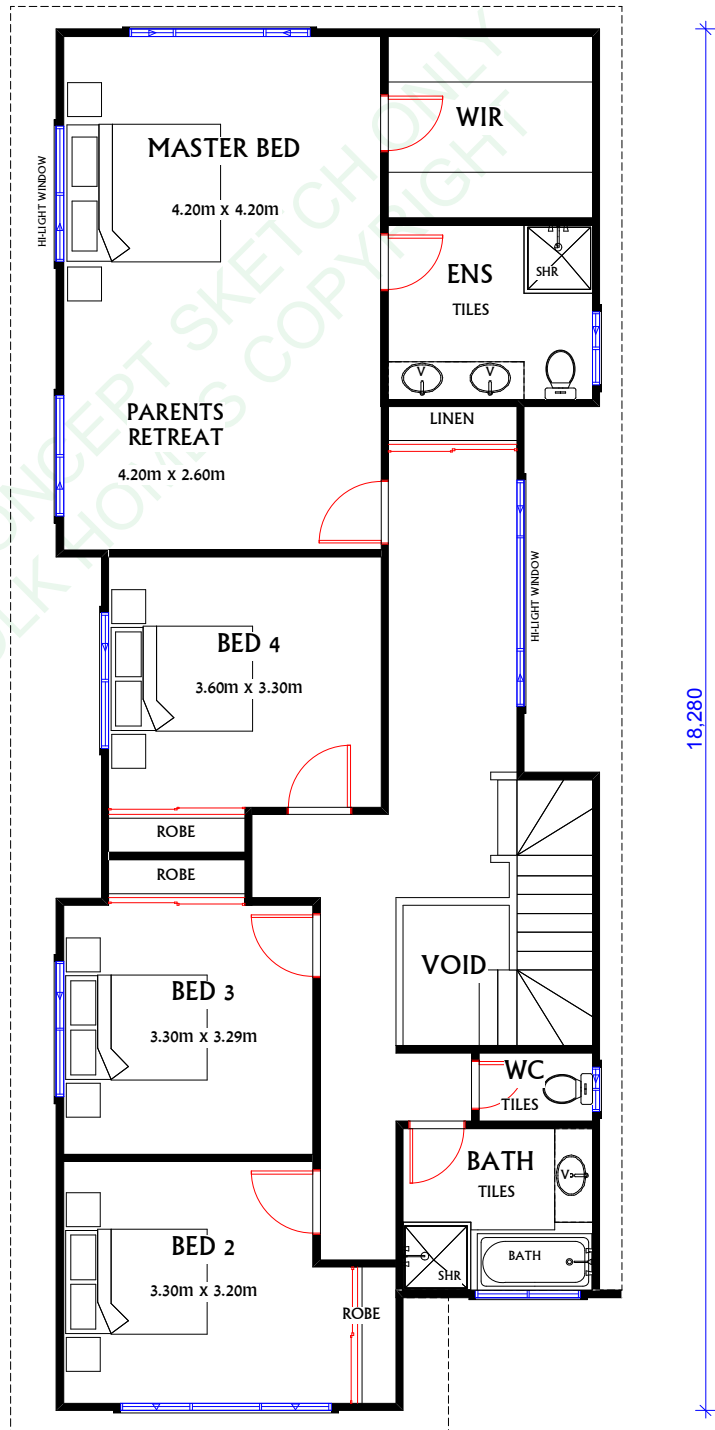 WIR
MASTER BED
4.20m x 4.20m
HI-LIGHT WINDOW
ENS
TILES
SHR
V
V
PARENTS
RETREAT
4.20m x 2.60m
LINEN
HI-LIGHT WINDOW
BED 4
3.60m x 3.30m
18,280
ROBE
ROBE
VOID
BED 3
3.30m x 3.29m
WC
TILES
BATH
TILES
V
BED 2
3.30m x 3.20m
BATH
SHR
ROBE
CONCEPT SKETCH ONLY
HOMES COPYRIGHT